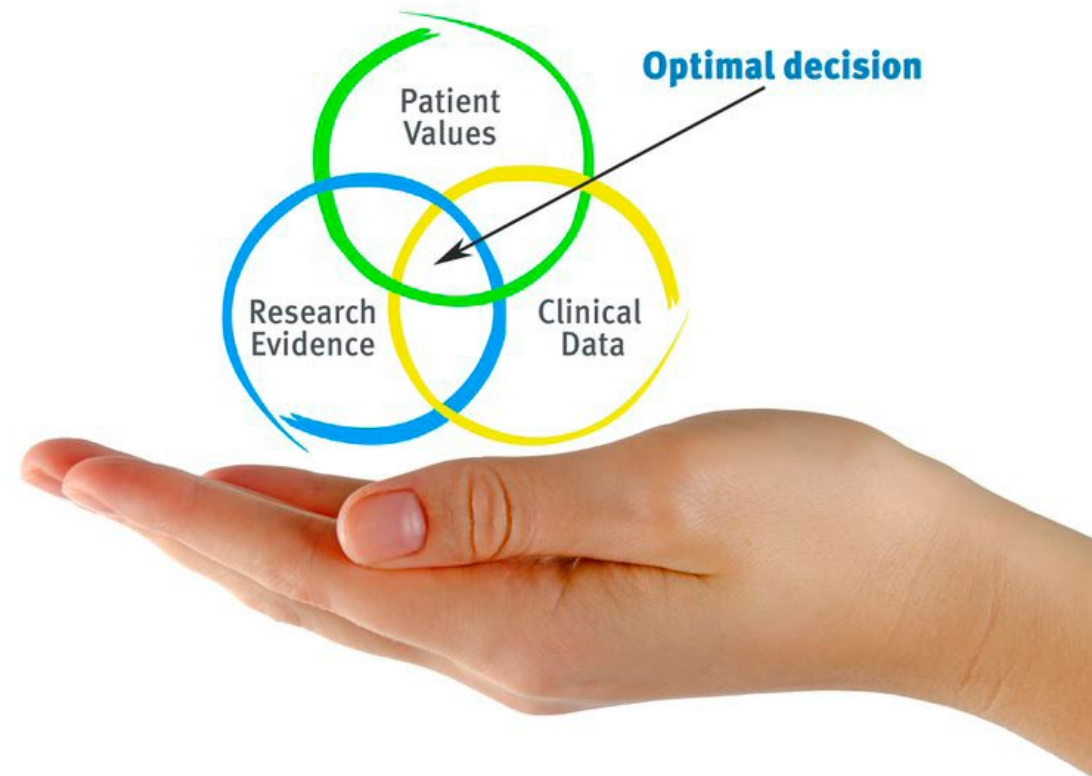 Optimal decision
Patient
Values
Research
Evidence
Clinical
Data